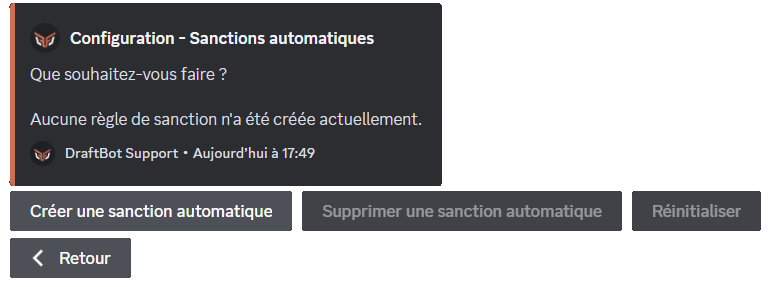 Configuration - Sanctions automatiques
Que souhaitez-vous faire ?
Aucune règle de sanction n'a été créée actuellement.
DraftBot Support • Aujourd'hui à 17:49
Créer une sanction automatique
Supprimer une sanction automatique
Réinitialiser
Retour